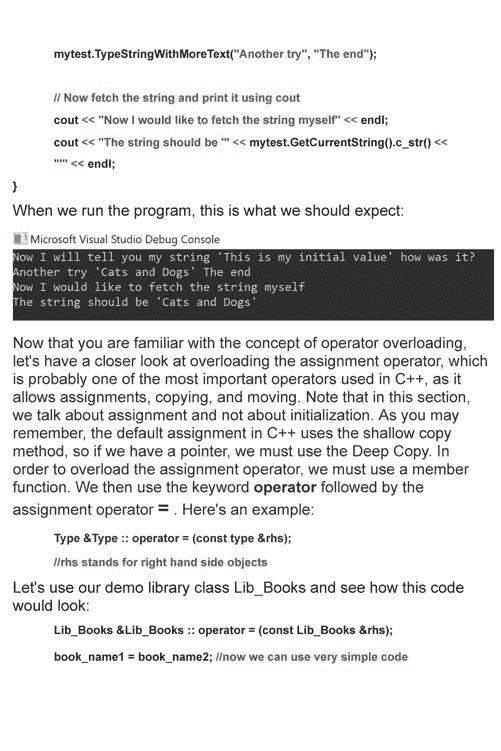 mytest.TypeStringWithMoreText("Another try", "The end");
// Now fetch the string and print it using cout
cout << "Now I would like to fetch the string myself" << endl;
cout << "The string should be '" << mytest.GetCurrentString().c_str() <<
"'" << endl;
}
When we run the program, this is what we should expect:
Microsoft Visual Studio Debug Console
Now I will tell you my string 'This is my initial value' how was it?
Another try 'Cats and Dogs' The end
Now I would like to fetch the string myself
The string should be 'Cats and Dogs'
Now that you are familiar with the concept of operator overloading,
let's have a closer look at overloading the assignment operator, which
is probably one of the most important operators used in C++, as it
allows assignments, copying, and moving. Note that in this section,
we talk about assignment and not about initialization. As you may
remember, the default assignment in C++ uses the shallow copy
method, so if we have a pointer, we must use the Deep Copy. In
order to overload the assignment operator, we must use a member
function. We then use the keyword operator followed by the
assignment operator = . Here's an example:
Type &Type :: operator = (const type &rhs);
//rhs stands for right hand side objects
Let's use our demo library class Lib_Books and see how this code
would look:
Lib_Books &Lib_Books :: operator = (const Lib_Books &rhs);
book_name1 = book_name2; //now we can use very simple code